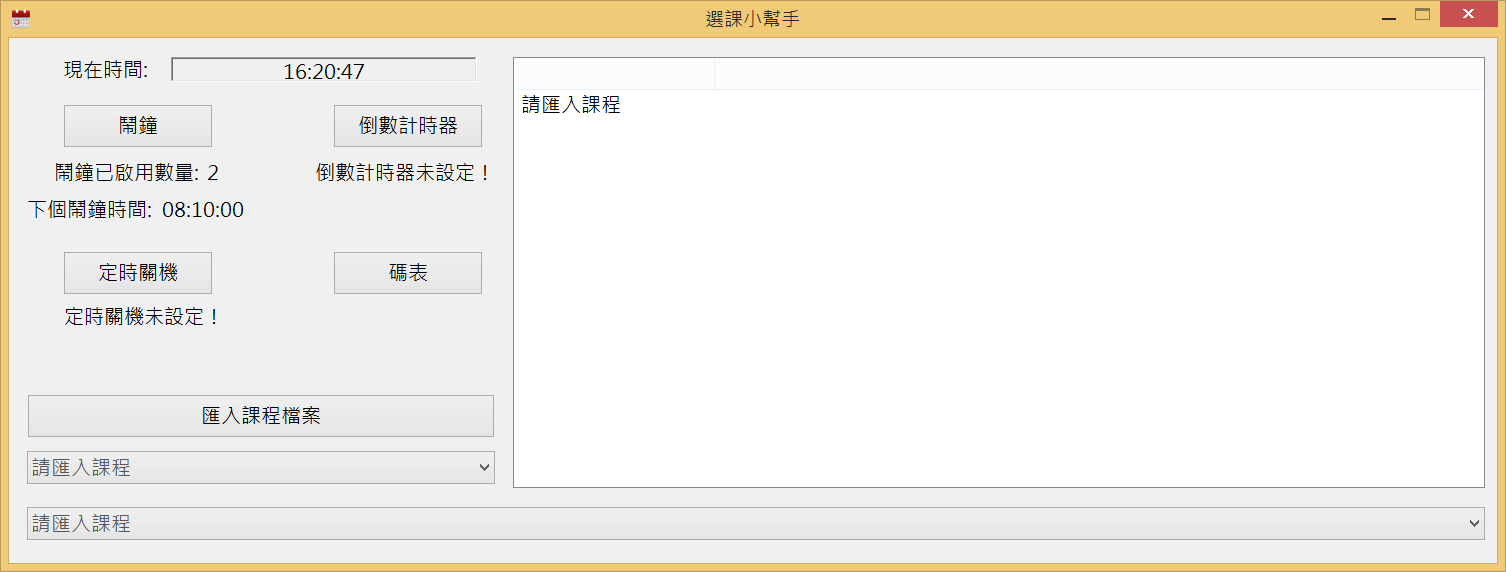 選課小幫手
現在時間: 16:20:47
鬧鐘
倒數計時器
鬧鐘已啟用數量: 2
倒數計時器未設定！
下個鬧鐘時間: 08:10:00
定時關機
碼表
定時關機未設定！
匯入課程檔案
請匯入課程
請匯入課程
請匯入課程